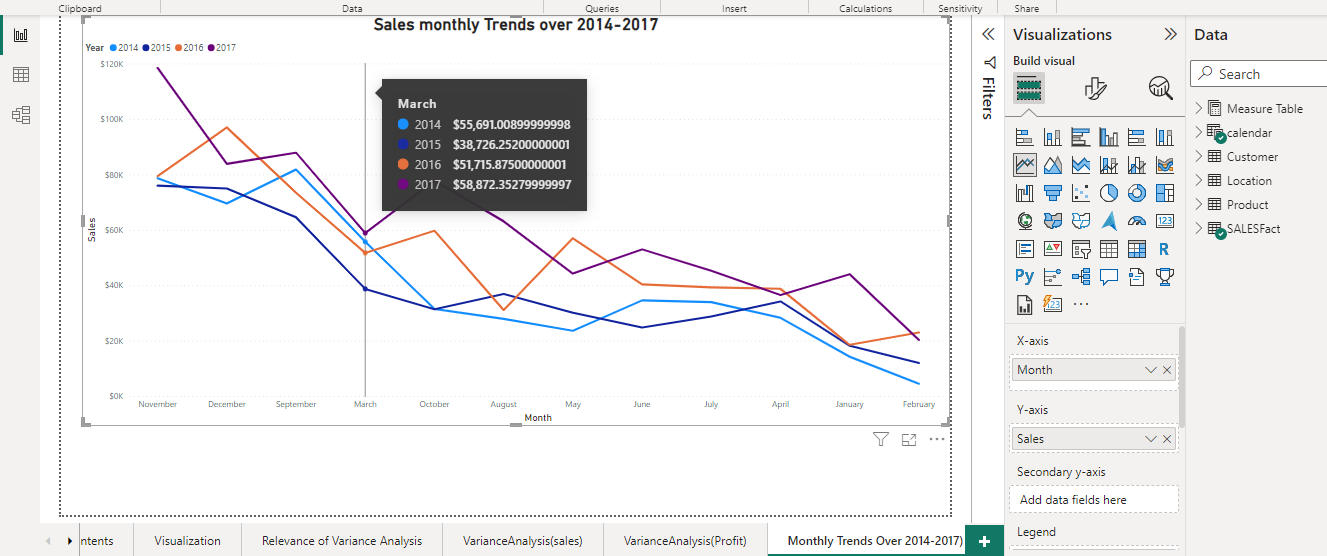 Clipboard Data Queries Insert Calculations Sensitivity Share
Sales monthly Trends over 2014-2017
Year 2014 2015 2016 2017
$120K
$100K
$80K
$60K
$40K
$20K
$0K
Sales
March
2014 $55,691.00899999998
2015 $38,726.25200000001
2016 $51,715.87500000001
2017 $58,872.35279999997
November December September March October August May June July April January February
Month
Filters
Visualizations
Build visual
123
R
Py
123
X-axis
Month
Y-axis
Sales
Secondary y-axis
Add data fields here
Legend
Data
Search
Measure Table
calendar
Customer
Location
Product
SALESFact
ntents Visualization Relevance of Variance Analysis VarianceAnalysis(sales) VarianceAnalysis(Profit) Monthly Trends Over 2014-2017)